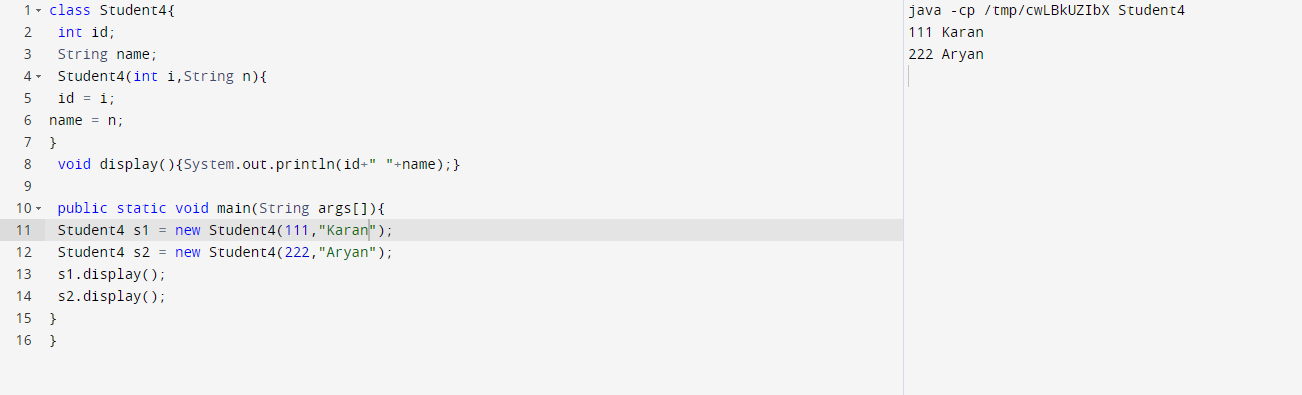 1 class Student4{
2 int id;
3 String name;
4 Student4(int i,String n){
5 id = i;
6 name = n;
7 }
8 void display(){System.out.println(id+" "+name);}
9
10 public static void main(String args[]){
11 Student4 s1 = new Student4(111,"Karan");
12 Student4 s2 = new Student4(222,"Aryan");
13 s1.display();
14 s2.display();
15 }
16 }
java -cp /tmp/cwLBkUZIbX Student4
111 Karan
222 Aryan